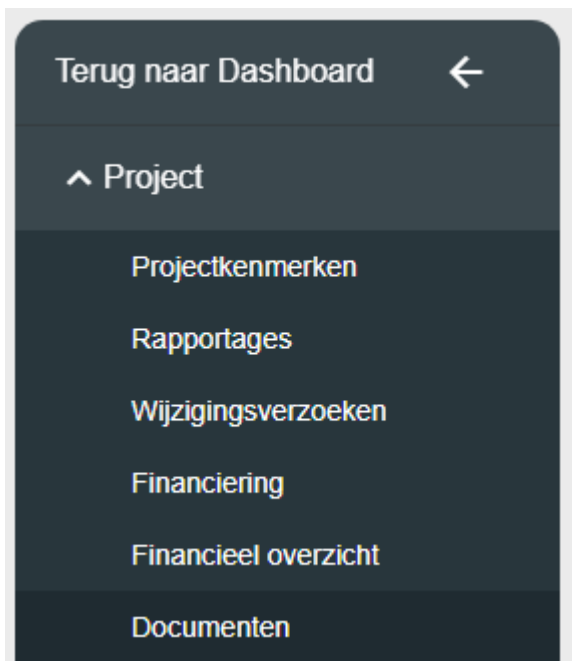 Terug naar Dashboard
Project
Projectkenmerken
Rapportages
Wijzigingsverzoeken
Financiering
Financieel overzicht
Documenten